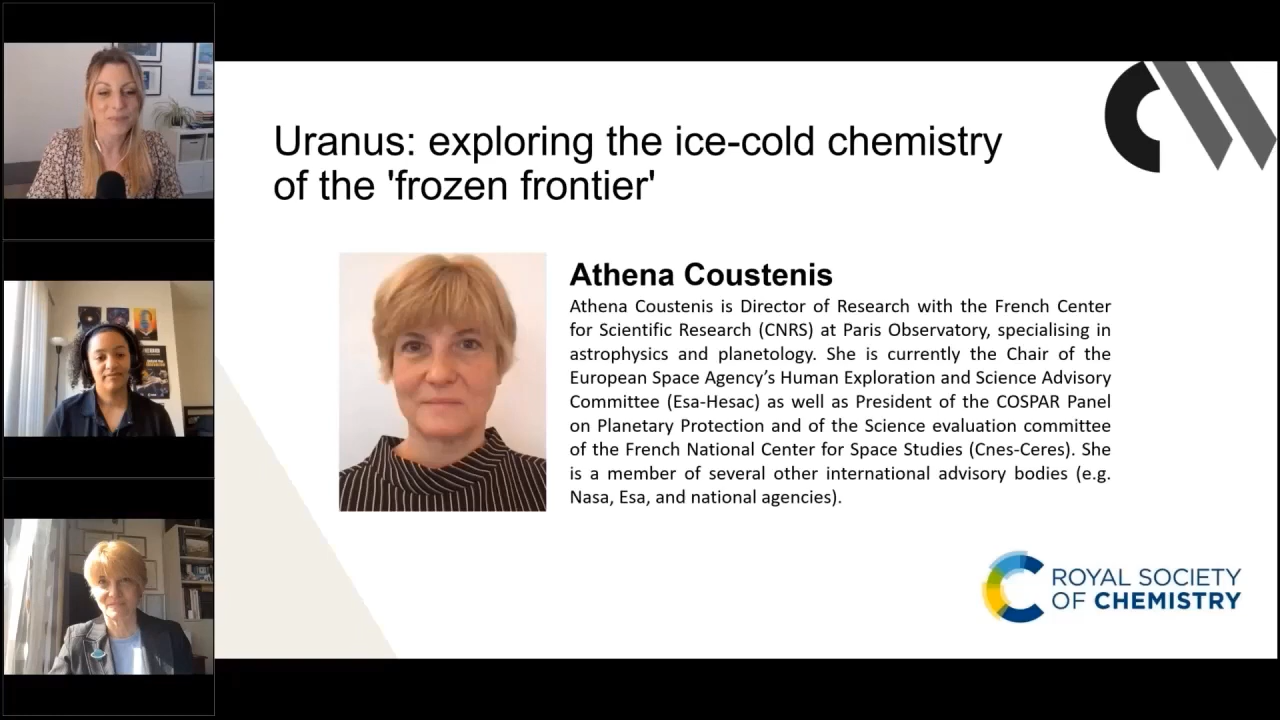 Uranus: exploring the ice-cold chemistry
of the 'frozen frontier'
Athena Coustenis
Athena Coustenis is Director of Research with the French Center
for Scientific Research (CNRS) at Paris Observatory, specialising in
astrophysics and planetology. She is currently the Chair of the
European Space Agency’s Human Exploration and Science Advisory
Committee (Esa-Hesac) as well as President of the COSPAR Panel
on Planetary Protection and of the Science evaluation committee
of the French National Center for Space Studies (Cnes-Ceres). She
is a member of several other international advisory bodies (e.g.
Nasa, Esa, and national agencies).
ROYAL SOCIETY
OF CHEMISTRY